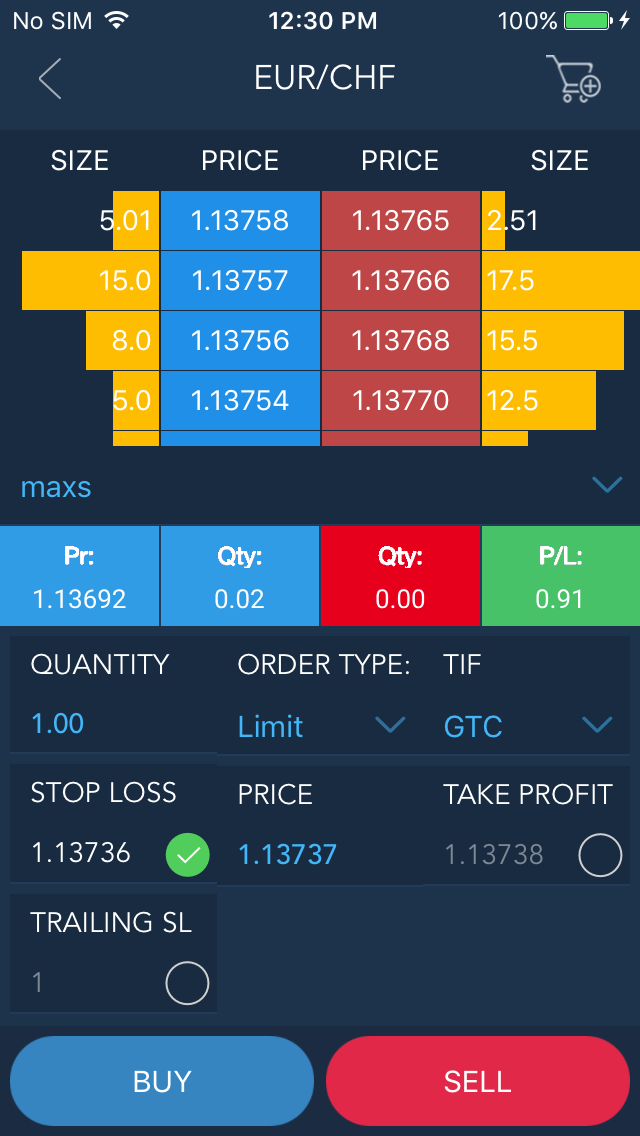 No SIM 12:30 PM 100%
EUR/CHF
SIZE PRICE PRICE SIZE
5.01 1.13758 1.13765 2.51
15.0 1.13757 1.13766 17.5
8.0 1.13756 1.13768 15.5
5.0 1.13754 1.13770 12.5
maxs
Pr: Qty: Qty: P/L:
1.13692 0.02 0.00 0.91
QUANTITY ORDER TYPE: TIF
1.00 Limit GTC
STOP LOSS PRICE TAKE PROFIT
1.13736 1.13737 1.13738
TRAILING SL
1
BUY SELL